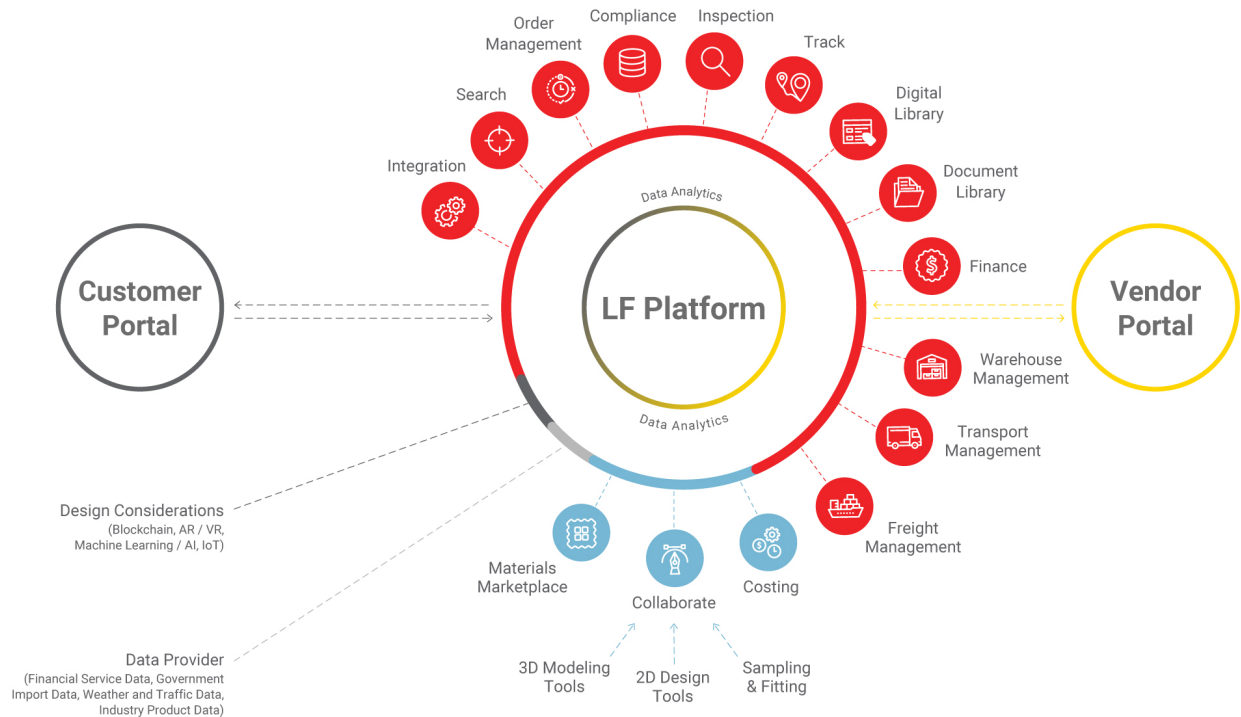 Compliance
Inspection
Order
Management
Track
Search
Digital
Library
Integration
Document
Library
Data Analytics
Finance
Customer
Portal
LF Platform
Vendor
Portal
Warehouse
Management
Data Analytics
Transport
Management
Design Considerations
(Blockchain, AR / VR,
Machine Learning / AI, IoT)
Freight
Management
Materials
Marketplace
Collaborate
Costing
Data Provider
(Financial Service Data, Government
Import Data, Weather and Traffic Data,
Industry Product Data)
3D Modeling
Tools
2D Design
Tools
Sampling
& Fitting